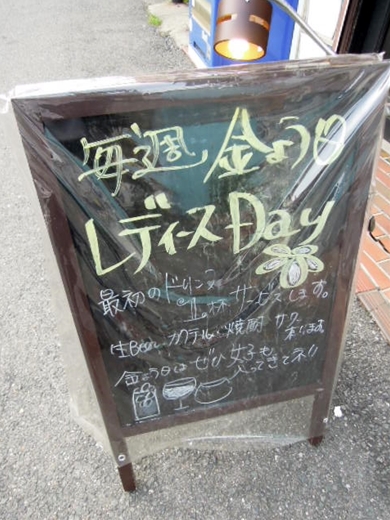 毎週金よう日
レディースDay
最初のドリンク
1杯サービスします。
生Beer カクテル 焼酎 サワー
金よう日はぜひ女子も
入ってきてネ!!